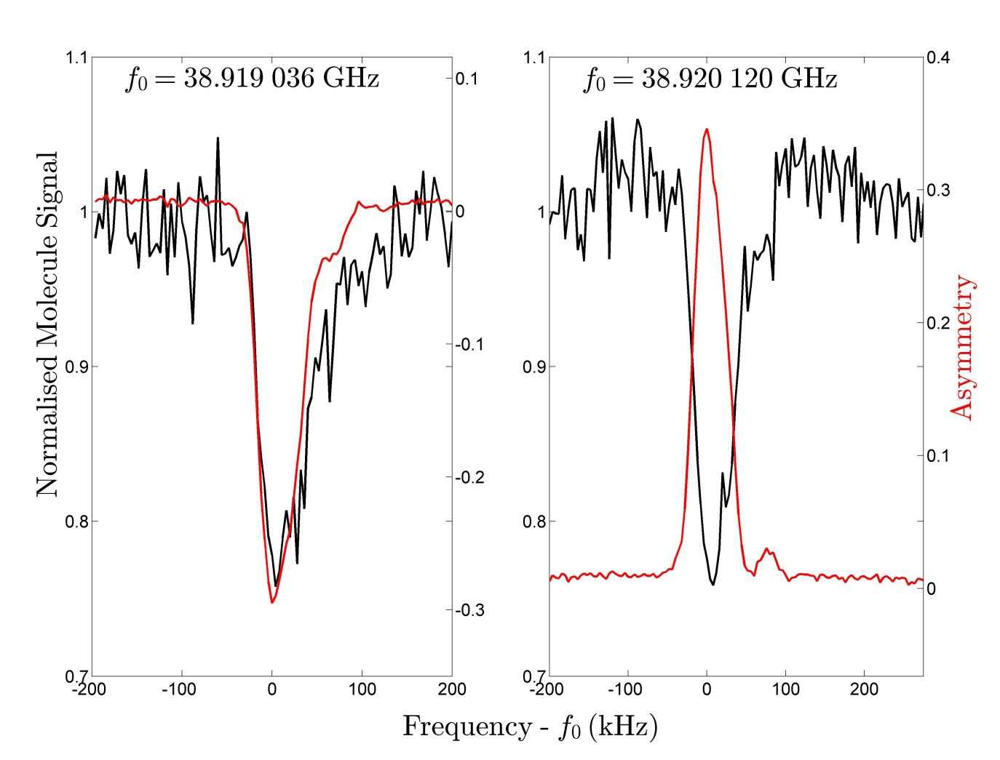 f0 = 38.919 036 GHz
f0 = 38.920 120 GHz
Normalised Molecule Signal
1.1
1
0.9
0.8
0.7
0.1
0
-0.1
-0.2
-0.3
-200 -100 0 100 200
1.1
1
0.9
0.8
0.7
0.4
0.3
0.2
0.1
0
-200 -100 0 100 200
Asymmetry
Frequency - f0 (kHz)